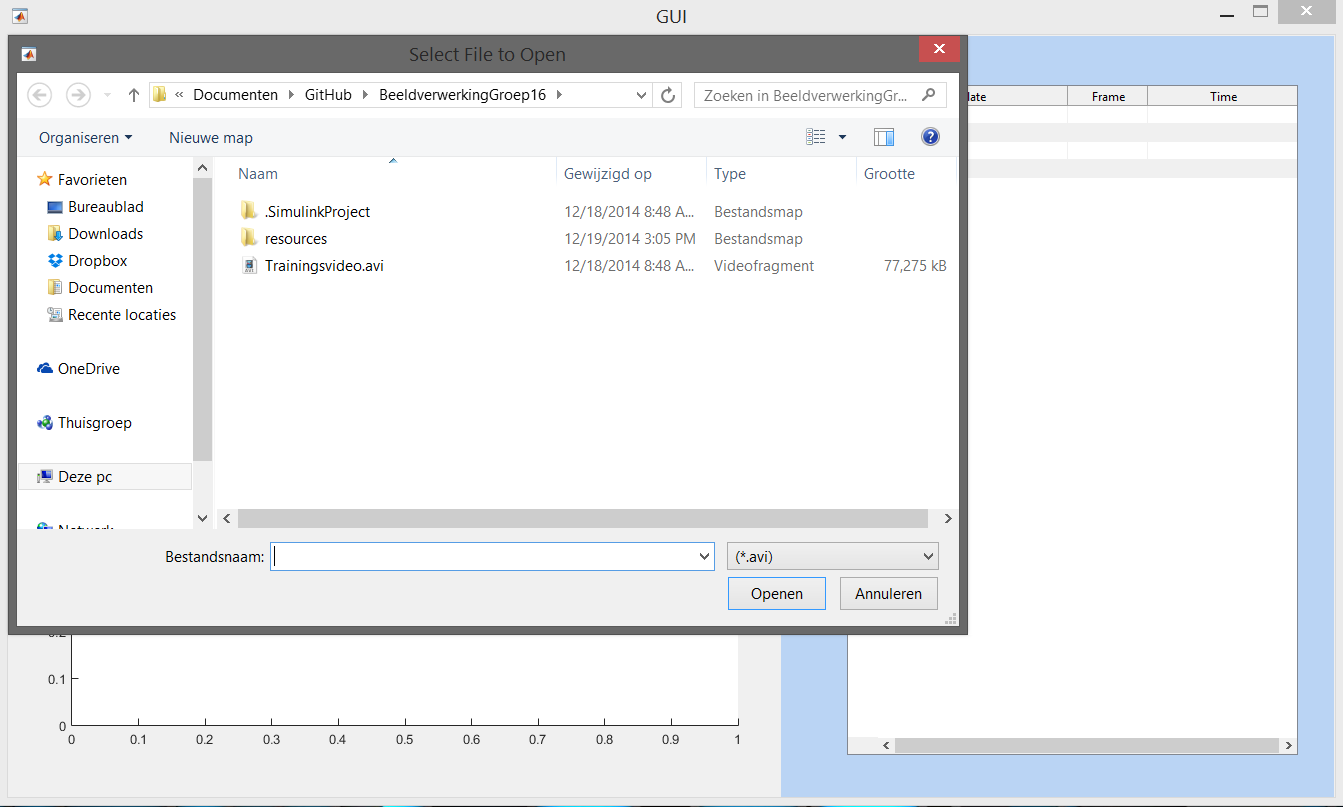 GUI
Select File to Open
« Documenten GitHub BeeldverwerkingGroep16
Zoeken in BeeldverwerkingGr...
Organiseren Nieuwe map
Naam Gewijzigd op Type Grootte
.SimulinkProject 12/18/2014 8:48 A... Bestandsmap
resources 12/19/2014 3:05 PM Bestandsmap
Trainingsvideo.avi 12/18/2014 8:48 A... Videofragment 77,275 kB
Favorieten
Bureaublad
Downloads
Dropbox
Documenten
Recente locaties
OneDrive
Thuisgroep
Deze pc
Netwerk
Bestandsnaam: (*.avi)
Openen Annuleren
late Frame Time
0.2
0.1
0
0 0.1 0.2 0.3 0.4 0.5 0.6 0.7 0.8 0.9 1